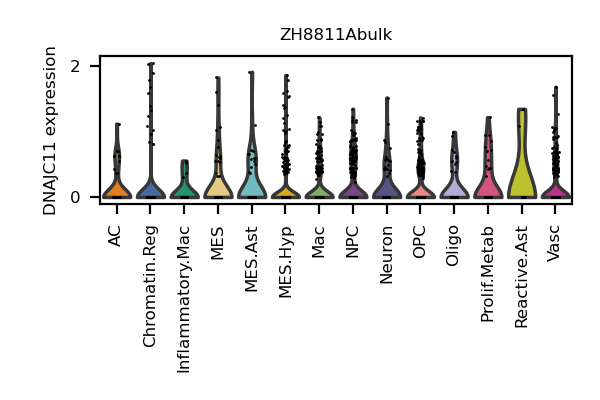 ZH8811Abulk
DNAJC11 expression
2
0
AC
Chromatin.Reg
Inflammatory.Mac
MES
MES.Ast
MES.Hyp
Mac
NPC
Neuron
OPC
Oligo
Prolif.Metab
Reactive.Ast
Vasc